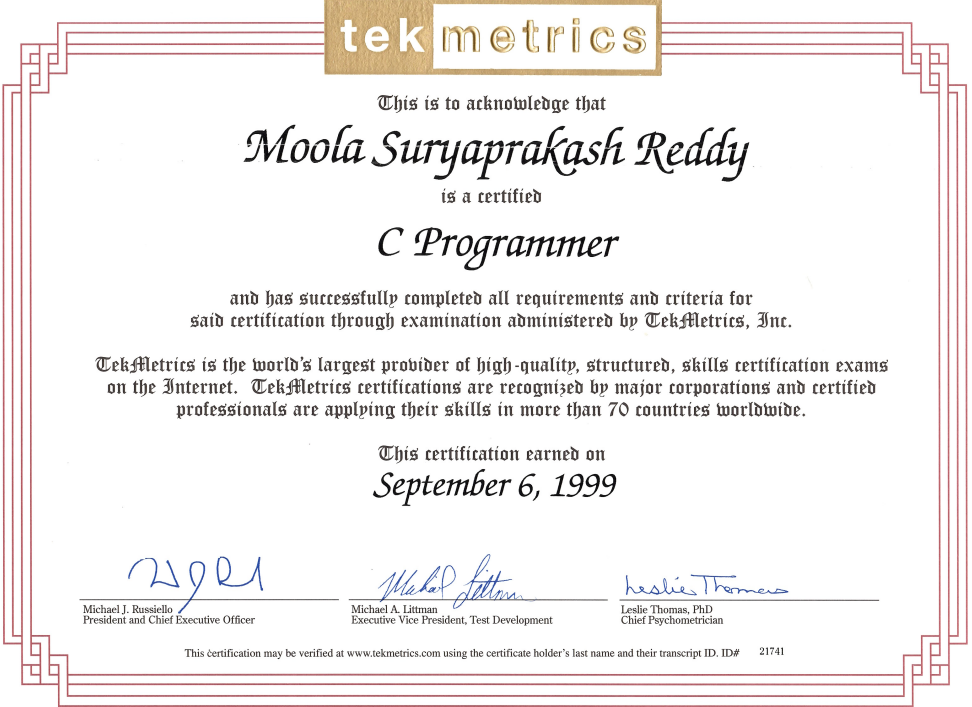 tekmetrics
This is to acknowledge that
Moola Suryaprakash Reddy
is a certified
C Programmer
and has successfully completed all requirements and criteria for
said certification through examination administered by TekMetrics, Inc.
TekMetrics is the world's largest provider of high-quality, structured, skills certification exams
on the Internet. TekMetrics certifications are recognized by major corporations and certified
professionals are applying their skills in more than 70 countries worldwide.
This certification earned on
September 6, 1999
Michael Littman Leslie Thomas
Michael J. Russiello Michael A. Littman Leslie Thomas, PhD
President and Chief Executive Officer Executive Vice President, Test Development Chief Psychometrician
This certification may be verified at www.tekmetrics.com using the certificate holder's last name and their transcript ID. ID# 21741